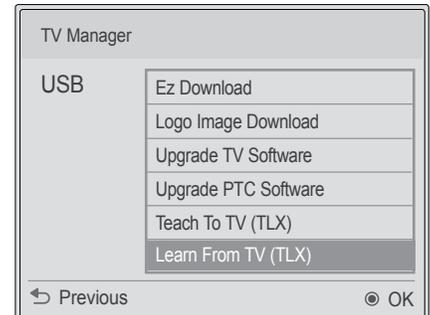 TV Manager
USB
Ez Download
Logo Image Download
Upgrade TV Software
Upgrade PTC Software
Teach To TV (TLX)
Learn From TV (TLX)
Previous
OK